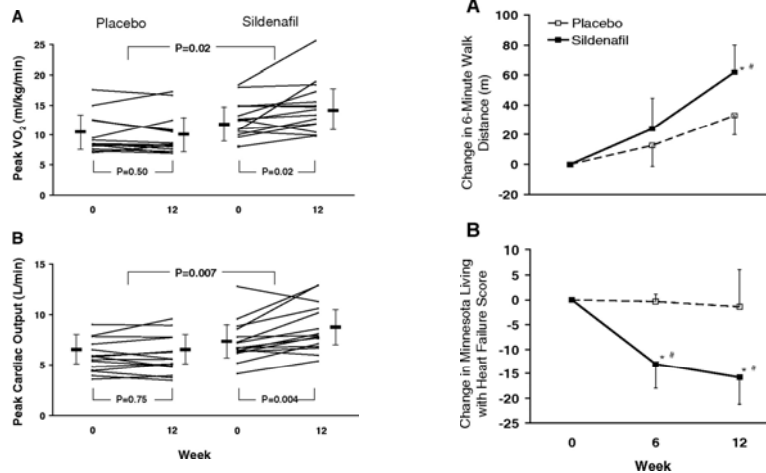 A
Placebo
Sildenafil
P=0.02
25
20
15
10
5
0
Peak VO2 (ml/kg/min)
P=0.50
P=0.02
0
12
0
12
B
P=0.007
15
10
5
0
Peak Cardiac Output (L/min)
P=0.75
P=0.004
0
12
0
12
Week
A
Placebo
Sildenafil
100
80
60
40
20
0
-20
Change in 6-Minute Walk
Distance (m)
* #
B
10
5
0
-5
-10
-15
-20
-25
Change in Minnesota Living
with Heart Failure Score
* #
* #
0
6
12
Week